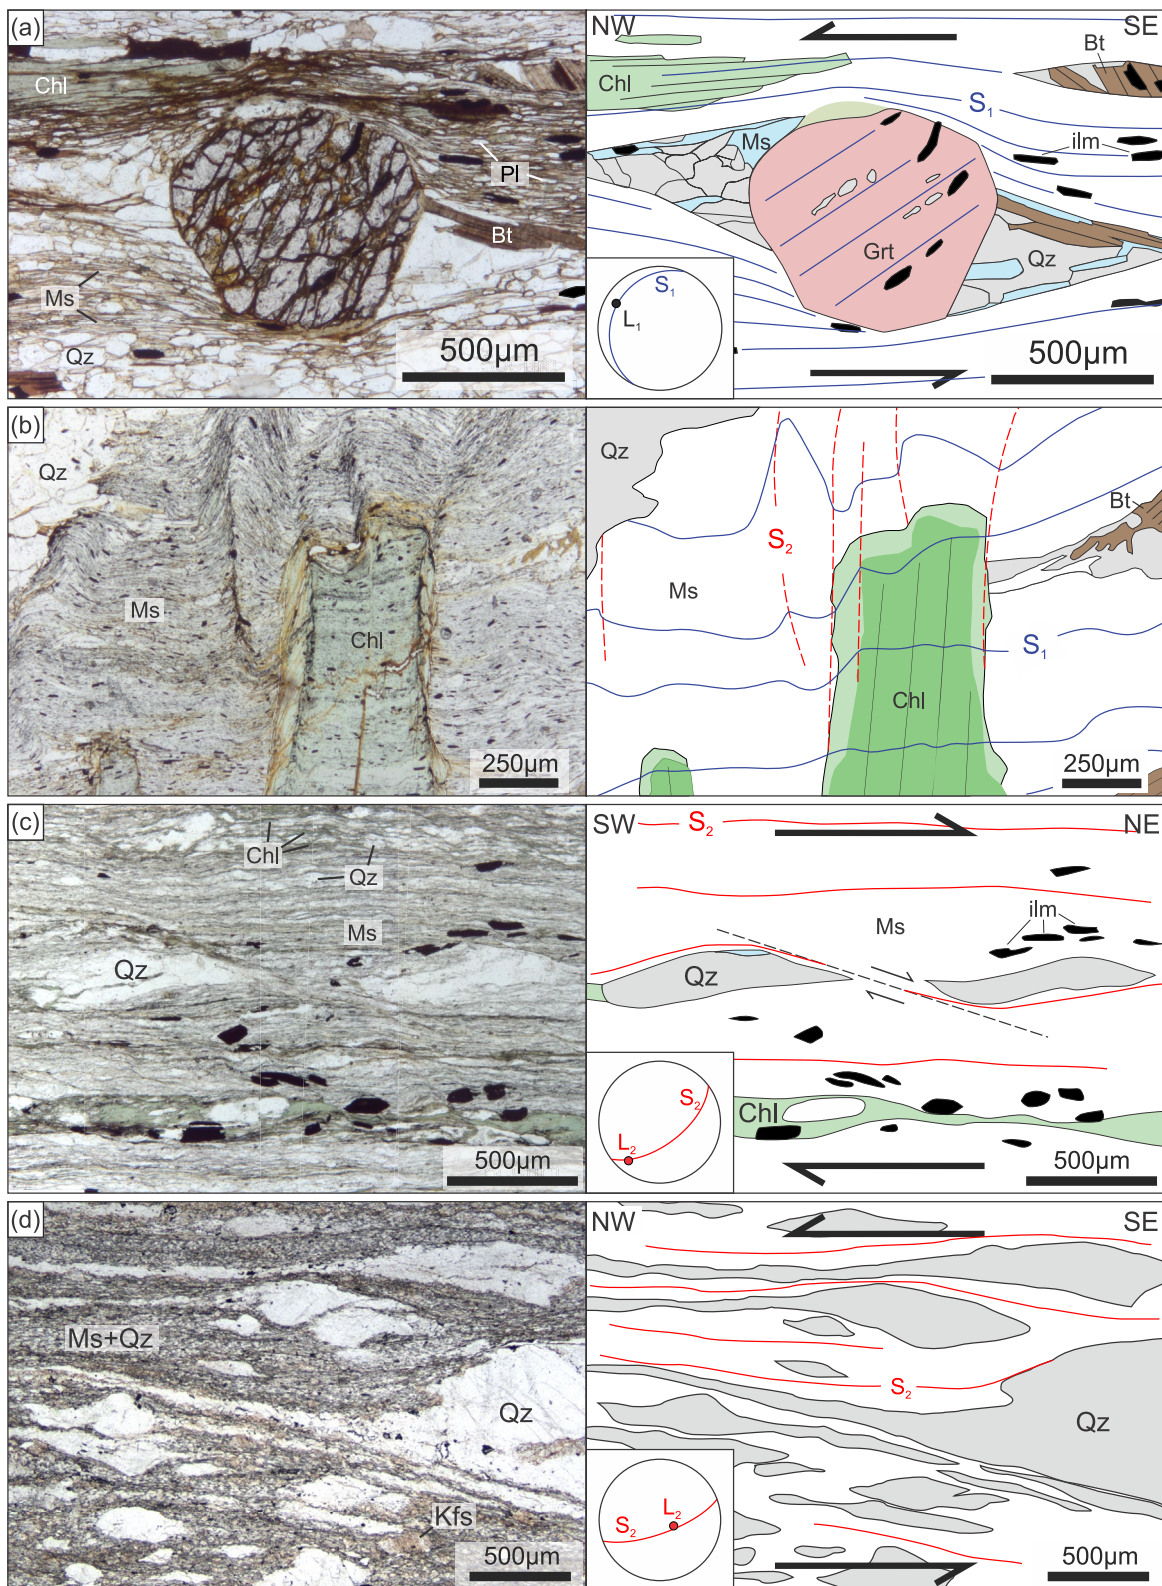 (a)
Chl
Pl
Bt
Ms
Qz
500µm
NW
SE
Chl
Bt
S1
Ms
ilm
Grt
Qz
S1
L1
500µm
(b)
Qz
Ms
Chl
250µm
Qz
S2
Bt
Ms
S1
Chl
250µm
(c)
Chl
Qz
Ms
Qz
500µm
SW
S2
NE
ilm
Ms
Qz
S2
L2
Chl
500µm
(d)
Ms+Qz
Qz
Kfs
500µm
NW
SE
S2
Qz
L2
S2
500µm